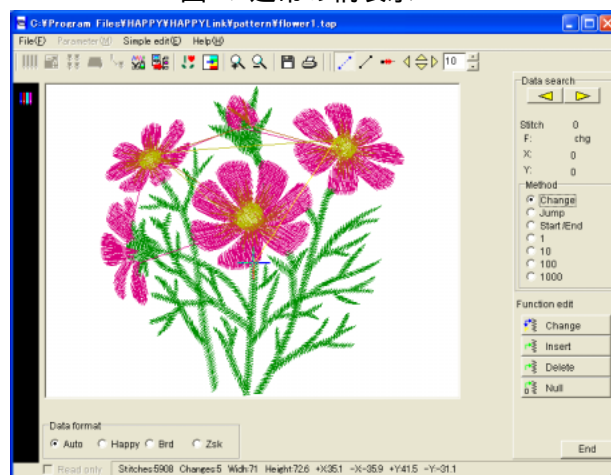 C:¥Program Files¥HAPPY¥HAPPYLink¥pattern¥flower1.tap
File(F) Parameter(M) Simple edit(E) Help(H)
10
Data search
Stitch 0
F: chg
X: 0
Y: 0
Method
Change
Jump
Start/End
1
10
100
1000
Function edit
Change
Insert
Delete
Null
Data format
Auto Happy Brd Zsk
End
Read only Stitches:5908 Changes:5 Widh:71 Height:72.6 +X:35.1 -X:-35.9 +Y:41.5 -Y:-31.1